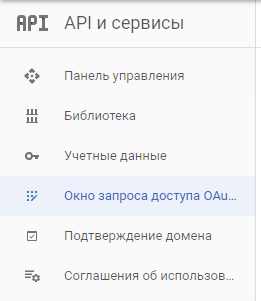 API API и сервисы
Панель управления
Библиотека
Учетные данные
Окно запроса доступа OAu...
Подтверждение домена
Соглашения об использов...